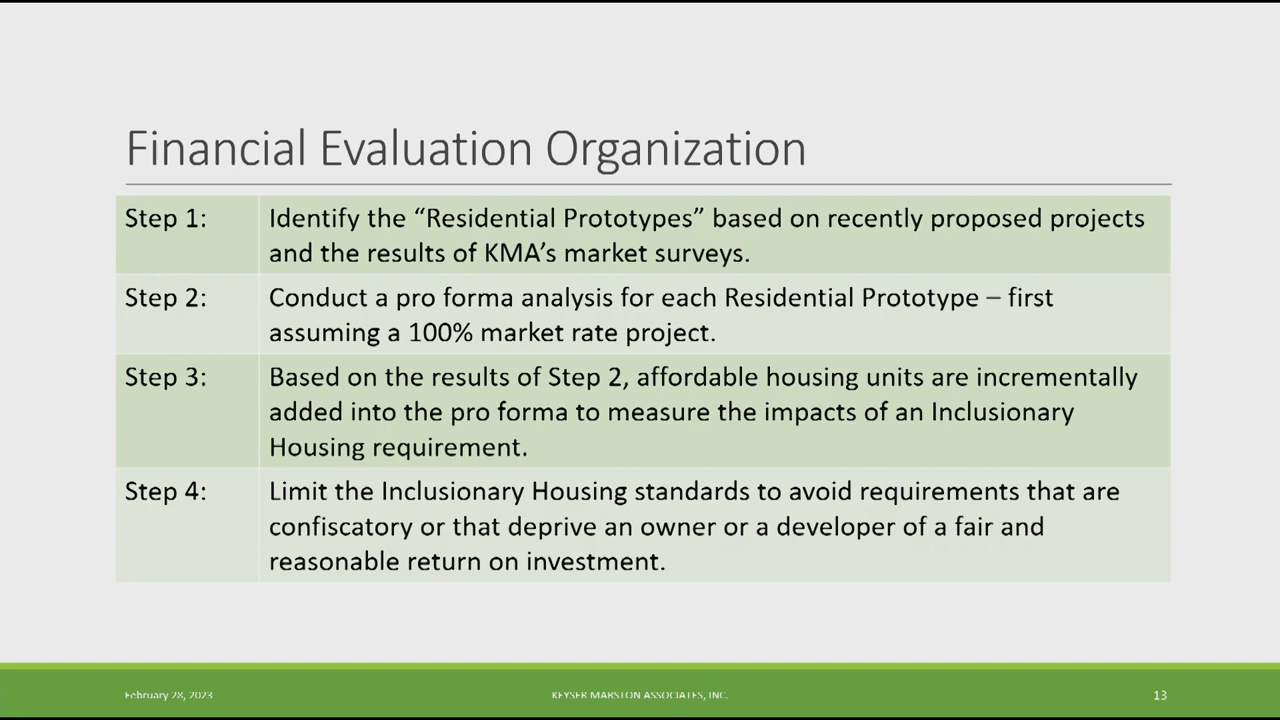 Financial Evaluation Organization
Step 1:
Identify the “Residential Prototypes” based on recently proposed projects
and the results of KMA’s market surveys.
Step 2:
Conduct a pro forma analysis for each Residential Prototype – first
assuming a 100% market rate project.
Step 3:
Based on the results of Step 2, affordable housing units are incrementally
added into the pro forma to measure the impacts of an Inclusionary
Housing requirement.
Step 4:
Limit the Inclusionary Housing standards to avoid requirements that are
confiscatory or that deprive an owner or a developer of a fair and
reasonable return on investment.
February 28, 2023
KEYSER MARSTON ASSOCIATES, INC.
13